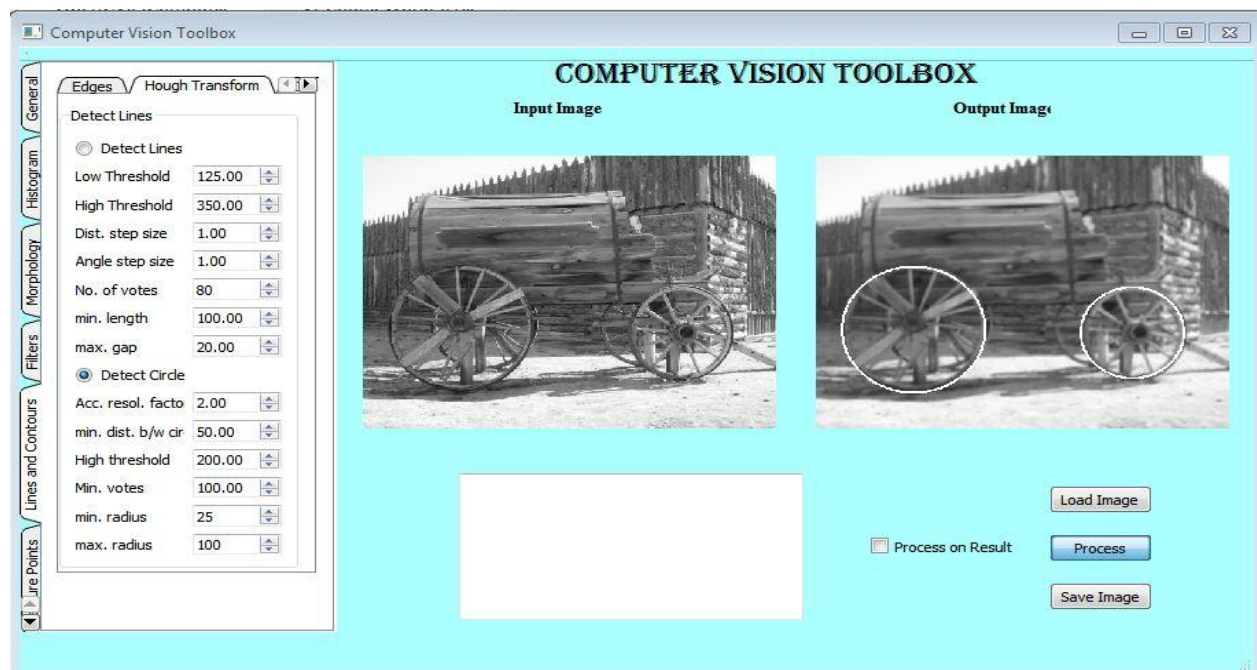 Computer Vision Toolbox
COMPUTER VISION TOOLBOX
General
Histogram
Morphology
Filters
Lines and Contours
ure Points
Edges
Hough Transform
Detect Lines
Detect Lines
Low Threshold 125.00
High Threshold 350.00
Dist. step size 1.00
Angle step size 1.00
No. of votes 80
min. length 100.00
max. gap 20.00
Detect Circle
Acc. resol. facto 2.00
min. dist. b/w cir 50.00
High threshold 200.00
Min. votes 100.00
min. radius 25
max. radius 100
Input Image
Output Image
Load Image
Process on Result
Process
Save Image